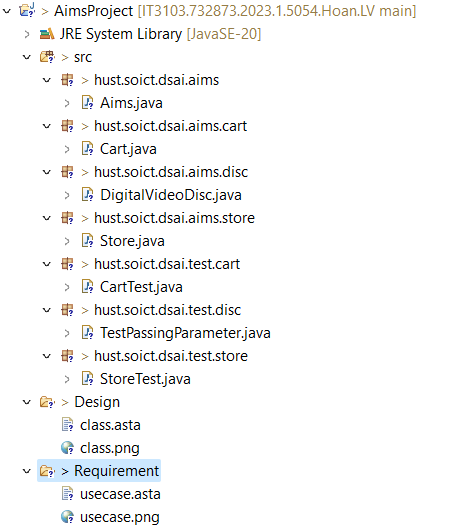 > AimsProject [IT3103.732873.2023.1.5054.Hoan.LV main]
JRE System Library [JavaSE-20]
> src
> hust.soict.dsai.aims
> Aims.java
> hust.soict.dsai.aims.cart
> Cart.java
> hust.soict.dsai.aims.disc
> DigitalVideoDisc.java
> hust.soict.dsai.aims.store
> Store.java
> hust.soict.dsai.test.cart
> CartTest.java
> hust.soict.dsai.test.disc
> TestPassingParameter.java
> hust.soict.dsai.test.store
> StoreTest.java
> Design
class.asta
class.png
> Requirement
usecase.asta
usecase.png